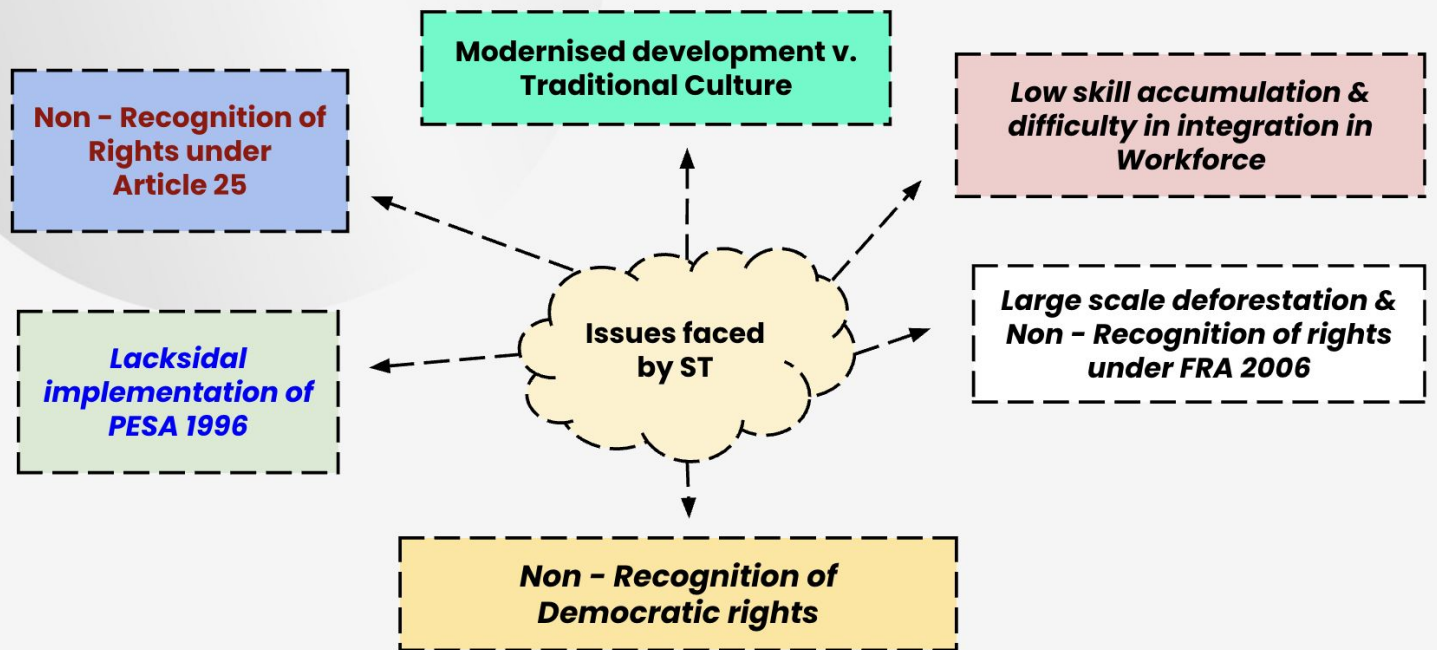 Modernised development v.
Traditional Culture
Non - Recognition of
Rights under
Article 25
Low skill accumulation &
difficulty in integration in
Workforce
Issues faced
by ST
Large scale deforestation &
Non - Recognition of rights
under FRA 2006
Lacksidal
implementation of
PESA 1996
Non - Recognition of
Democratic rights